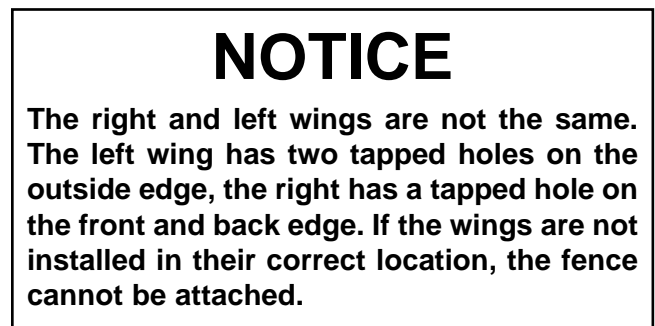 NOTICE
The right and left wings are not the same.
The left wing has two tapped holes on the
outside edge, the right has a tapped hole on
the front and back edge. If the wings are not
installed in their correct location, the fence
cannot be attached.